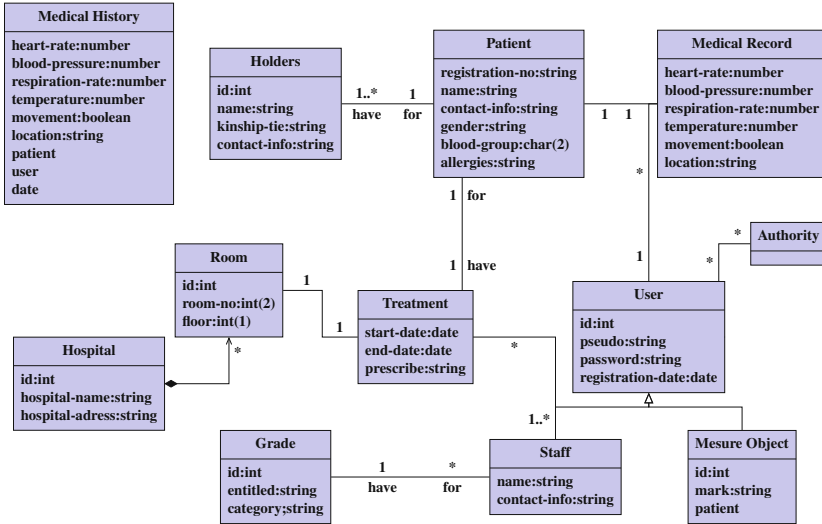 Medical History
heart-rate:number
blood-pressure:number
respiration-rate:number
temperature:number
movement:boolean
location:string
patient
user
date
Holders
id:int
name:string
kinship-tie:string
contact-info:string
1..*
1
have
for
Patient
registration-no:string
name:string
contact-info:string
gender:string
blood-group:char(2)
allergies:string
1
1
Medical Record
heart-rate:number
blood-pressure:number
respiration-rate:number
temperature:number
movement:boolean
location:string
*
1
1
for
1
have
Authority
*
*
Room
id:int
room-no:int(2)
floor:int(1)
1
1
*
Hospital
id:int
hospital-name:string
hospital-adress:string
Treatment
start-date:date
end-date:date
prescribe:string
*
1..*
User
id:int
pseudo:string
password:string
registration-date:date
Grade
id:int
entitled:string
category;string
1
*
have
for
Staff
name:string
contact-info:string
Mesure Object
id:int
mark:string
patient